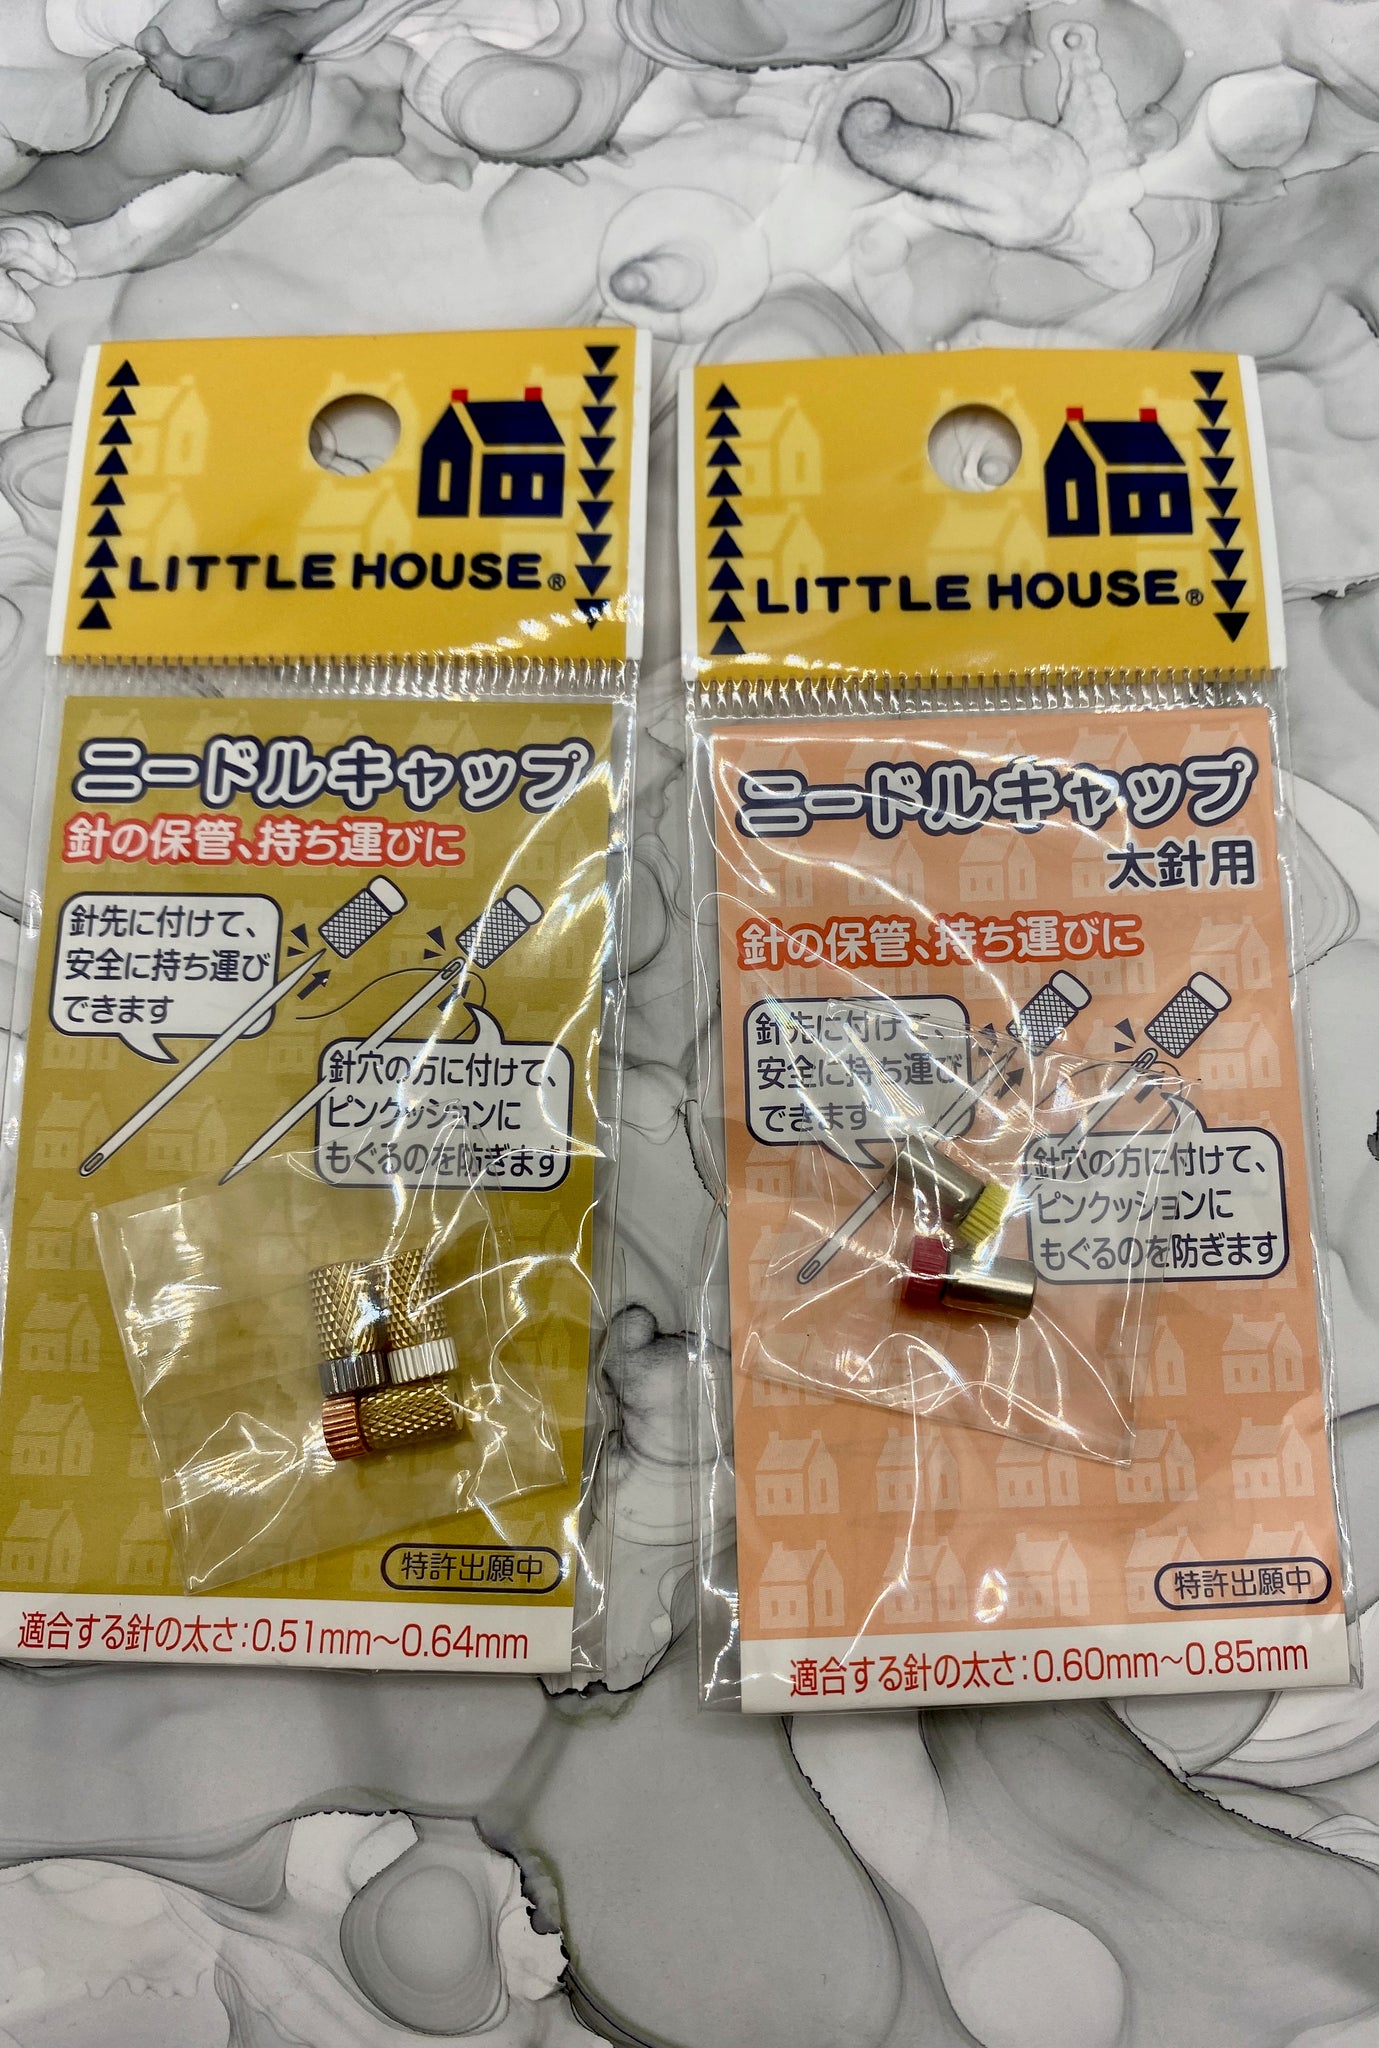 LITTLE HOUSE®
ニードルキャップ
針の保管、持ち運びに
針先に付けて、
安全に持ち運び
できます
針穴の方に付けて、
ピンクッションに
もぐるのを防ぎます
特許出願中
適合する針の太さ:0.51mm～0.64mm
LITTLE HOUSE®
ニードルキャップ
太針用
針の保管、持ち運びに
針先に付けて、
安全に持ち運び
できます
針穴の方に付けて、
ピンクッションに
もぐるのを防ぎます
特許出願中
適合する針の太さ:0.60mm～0.85mm